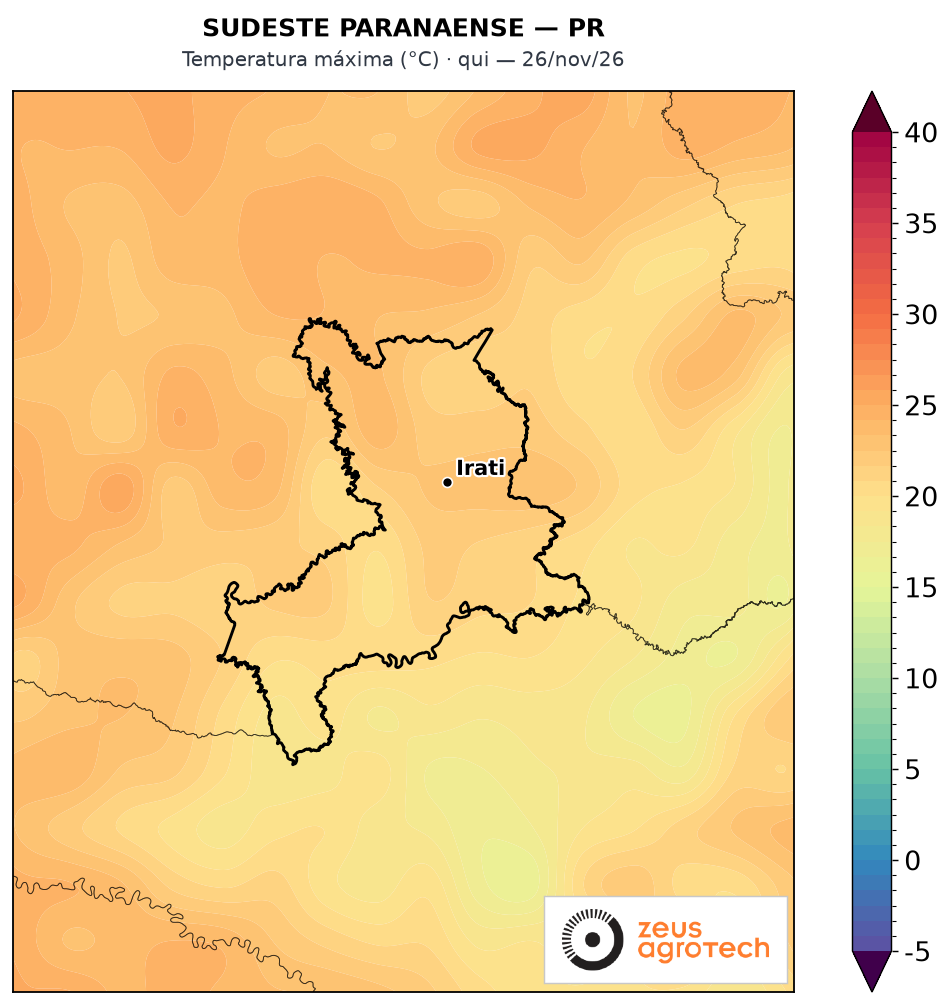 SUDESTE PARANAENSE — PR
Temperatura máxima (°C) · qui — 26/nov/26
40
35
30
25
20
15
10
5
0
-5
Irati
zeus
agrotech